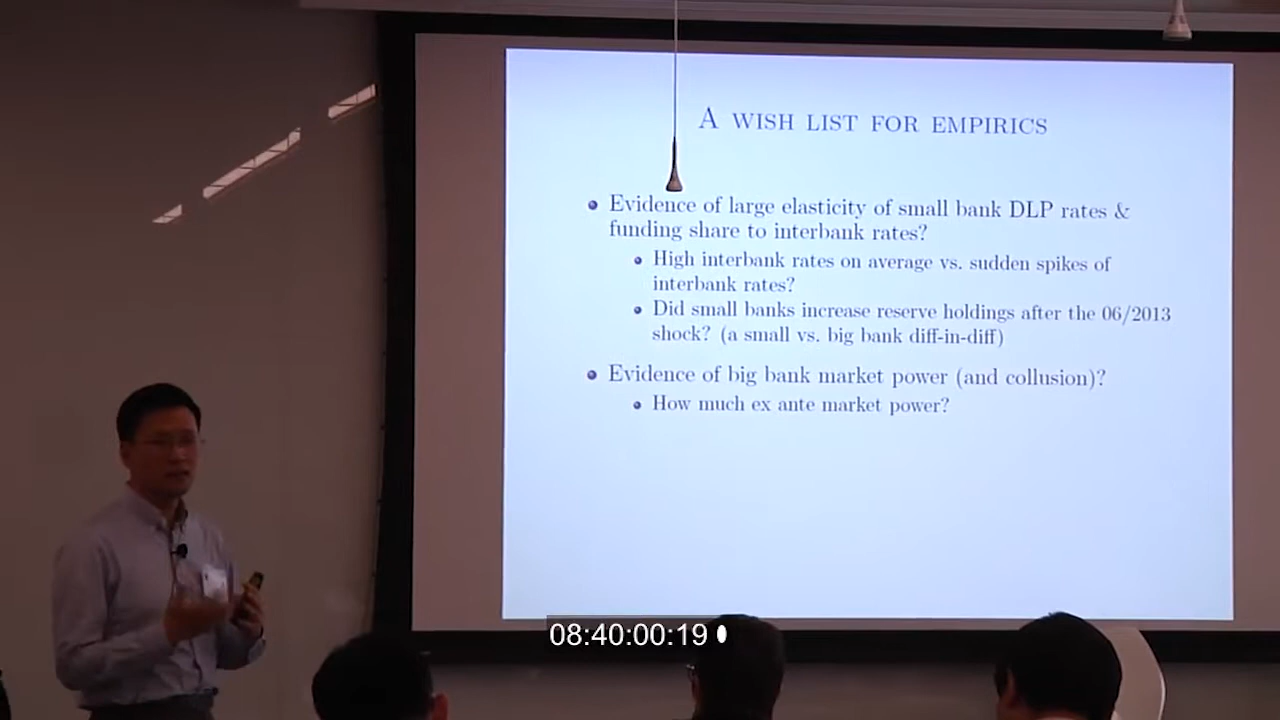 A WISH LIST FOR EMPIRICS
Evidence of large elasticity of small bank DLP rates &
funding share to interbank rates?
High interbank rates on average vs. sudden spikes of
interbank rates?
Did small banks increase reserve holdings after the 06/2013
shock? (a small vs. big bank diff-in-diff)
Evidence of big bank market power (and collusion)?
How much ex ante market power?
08:40:00:19